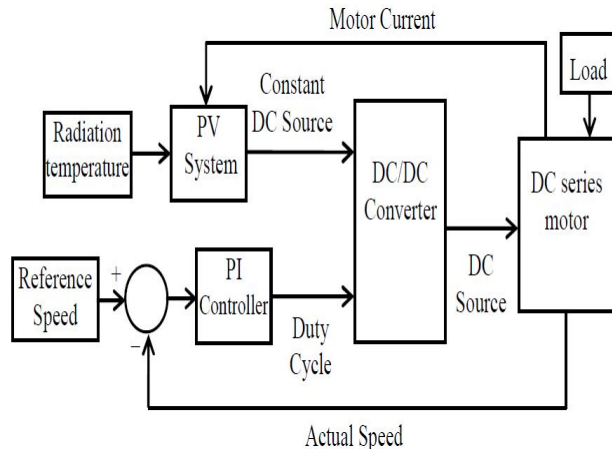 Motor Current
Load
Constant
DC Source
Radiation
temperature
PV
System
DC/DC
Converter
DC series
motor
Reference
Speed
+
−
PI
Controller
Duty
Cycle
DC
Source
Actual Speed